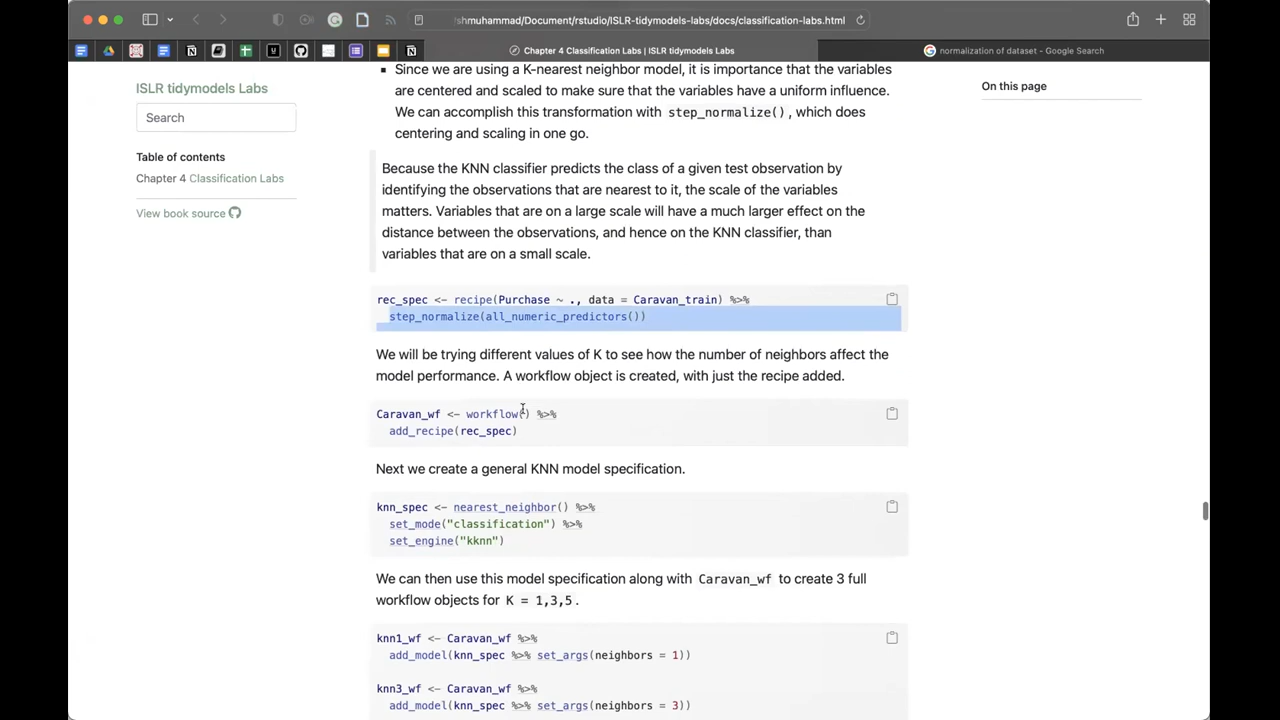 :shmuhammad/Document/rstudio/ISLR-tidymodels-labs/docs/classification-labs.html
Chapter 4 Classification Labs | ISLR tidymodels Labs
normalization of dataset - Google Search
ISLR tidymodels Labs
Search
Table of contents
Chapter 4 Classification Labs
View book source
On this page
Since we are using a K-nearest neighbor model, it is importance that the variables
are centered and scaled to make sure that the variables have a uniform influence.
We can accomplish this transformation with step_normalize(), which does
centering and scaling in one go.
Because the KNN classifier predicts the class of a given test observation by
identifying the observations that are nearest to it, the scale of the variables
matters. Variables that are on a large scale will have a much larger effect on the
distance between the observations, and hence on the KNN classifier, than
variables that are on a small scale.
rec_spec <- recipe(Purchase ~ ., data = Caravan_train) %>%
step_normalize(all_numeric_predictors())
We will be trying different values of K to see how the number of neighbors affect the
model performance. A workflow object is created, with just the recipe added.
Caravan_wf <- workflow() %>%
add_recipe(rec_spec)
Next we create a general KNN model specification.
knn_spec <- nearest_neighbor() %>%
set_mode("classification") %>%
set_engine("kknn")
We can then use this model specification along with Caravan_wf to create 3 full
workflow objects for K = 1,3,5.
knn1_wf <- Caravan_wf %>%
add_model(knn_spec %>% set_args(neighbors = 1))
knn3_wf <- Caravan_wf %>%
add_model(knn_spec %>% set_args(neighbors = 3))